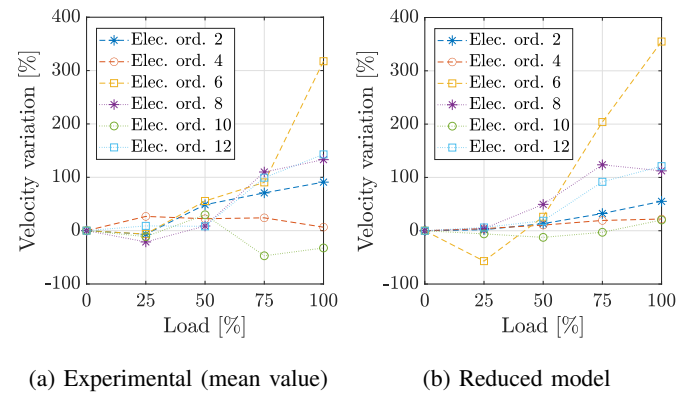 400
300
200
100
0
-100
Velocity variation [%]
Elec. ord. 2
Elec. ord. 4
Elec. ord. 6
Elec. ord. 8
Elec. ord. 10
Elec. ord. 12
0 25 50 75 100
Load [%]
(a) Experimental (mean value)
400
300
200
100
0
-100
Velocity variation [%]
Elec. ord. 2
Elec. ord. 4
Elec. ord. 6
Elec. ord. 8
Elec. ord. 10
Elec. ord. 12
0 25 50 75 100
Load [%]
(b) Reduced model